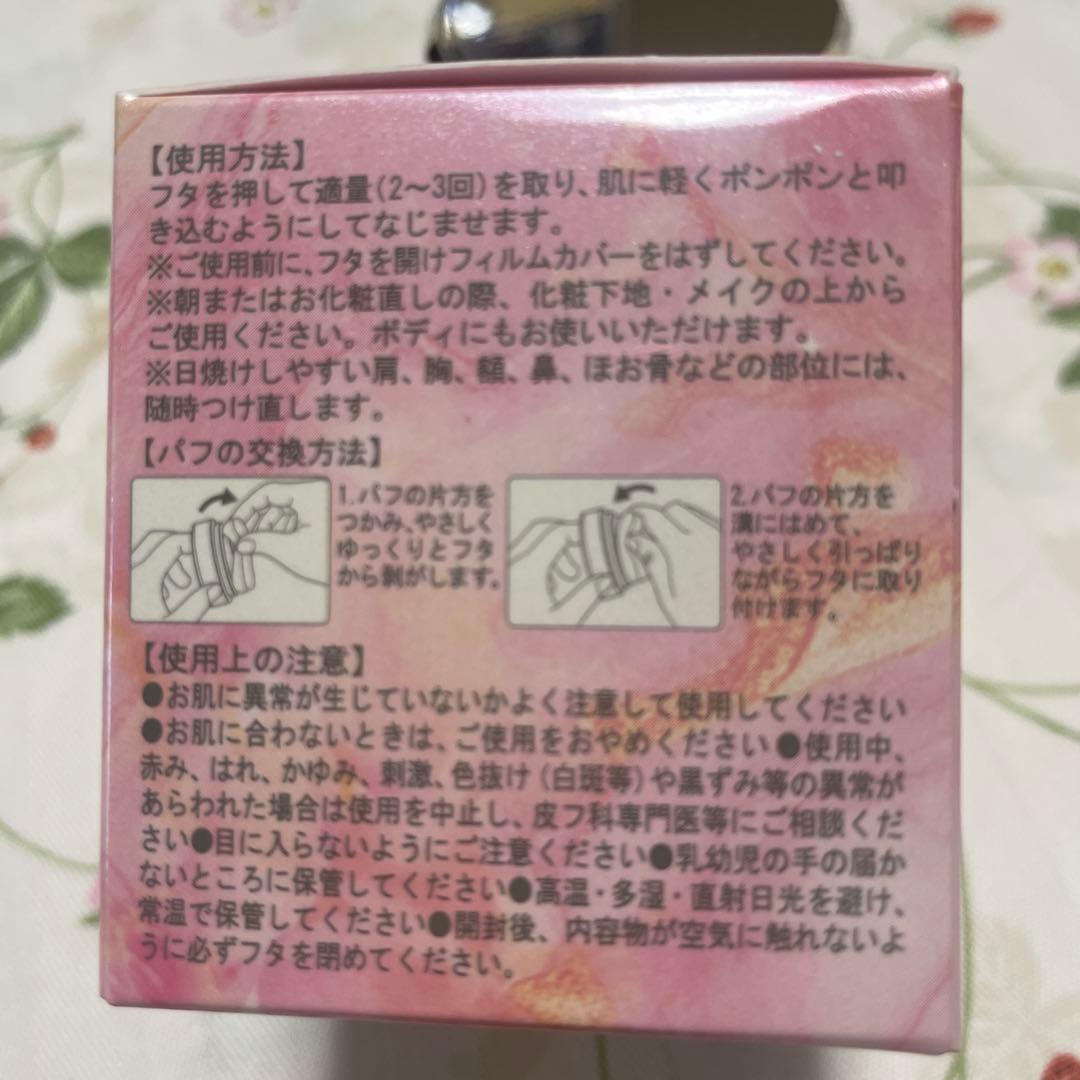 【使用方法】
フタを押して適量(2〜3回)を取り、肌に軽くポンポンと叩
き込むようにしてなじませます。
※ご使用前に、フタを開けフィルムカバーをはずしてください。
※朝またはお化粧直しの際、化粧下地・メイクの上から
ご使用ください。ボディにもお使いいただけます。
※日焼けしやすい肩、胸、額、鼻、ほお骨などの部位には、
随時つけ直します。
【パフの交換方法】
1.パフの片方を
つかみ、やさしく
ゆっくりとフタ
から剥がします。
2.パフの片方を
溝にはめて、
やさしく引っぱり
ながらフタに取り
付けます。
【使用上の注意】
●お肌に異常が生じていないかよく注意して使用してください
●お肌に合わないときは、ご使用をおやめください●使用中、
赤み、はれ、かゆみ、刺激、色抜け(白斑等)や黒ずみ等の異常が
あらわれた場合は使用を中止し、皮フ科専門医等にご相談くだ
さい●目に入らないようにご注意ください●乳幼児の手の届か
ないところに保管してください●高温・多湿・直射日光を避け、
常温で保管してください●開封後、内容物が空気に触れないよ
うに必ずフタを閉めてください。